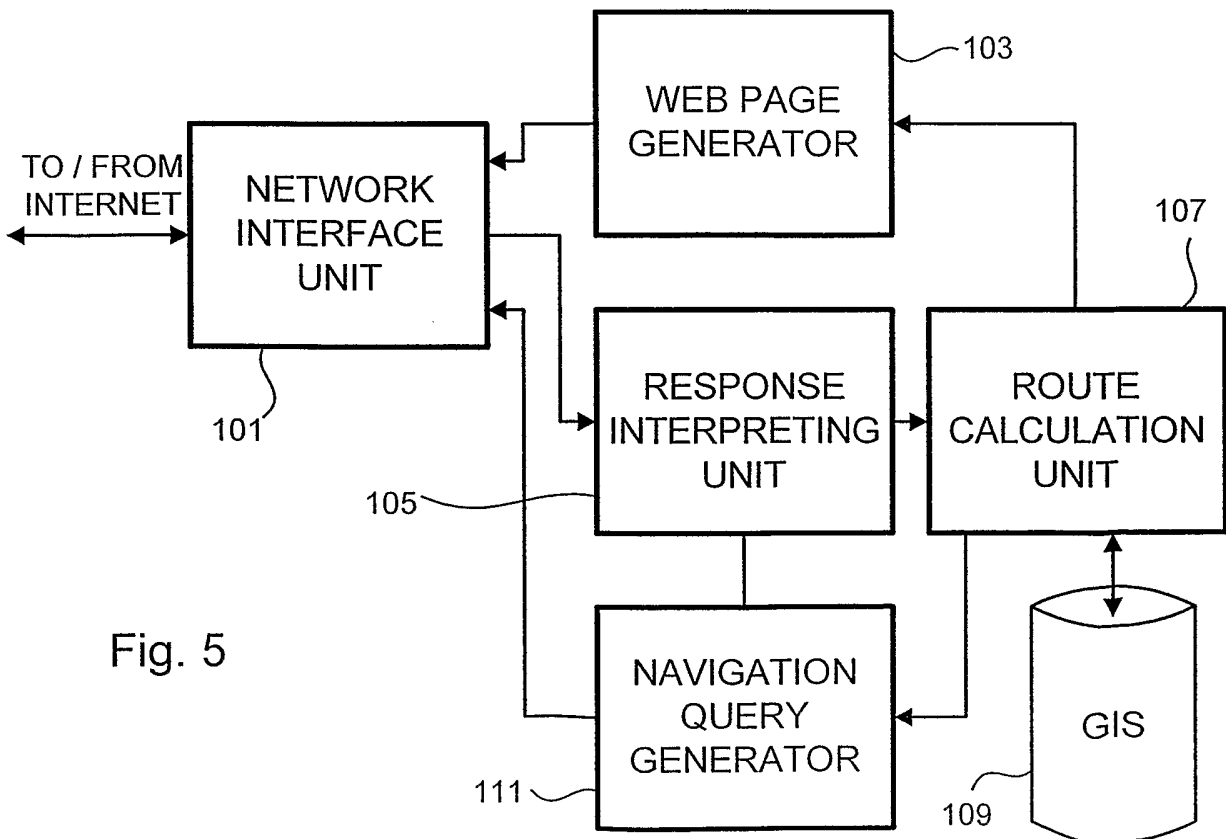 103
WEB PAGE
GENERATOR
TO / FROM
INTERNET
NETWORK
INTERFACE
UNIT
101
107
RESPONSE
INTERPRETING
UNIT
105
ROUTE
CALCULATION
UNIT
Fig. 5
NAVIGATION
QUERY
GENERATOR
111
GIS
109